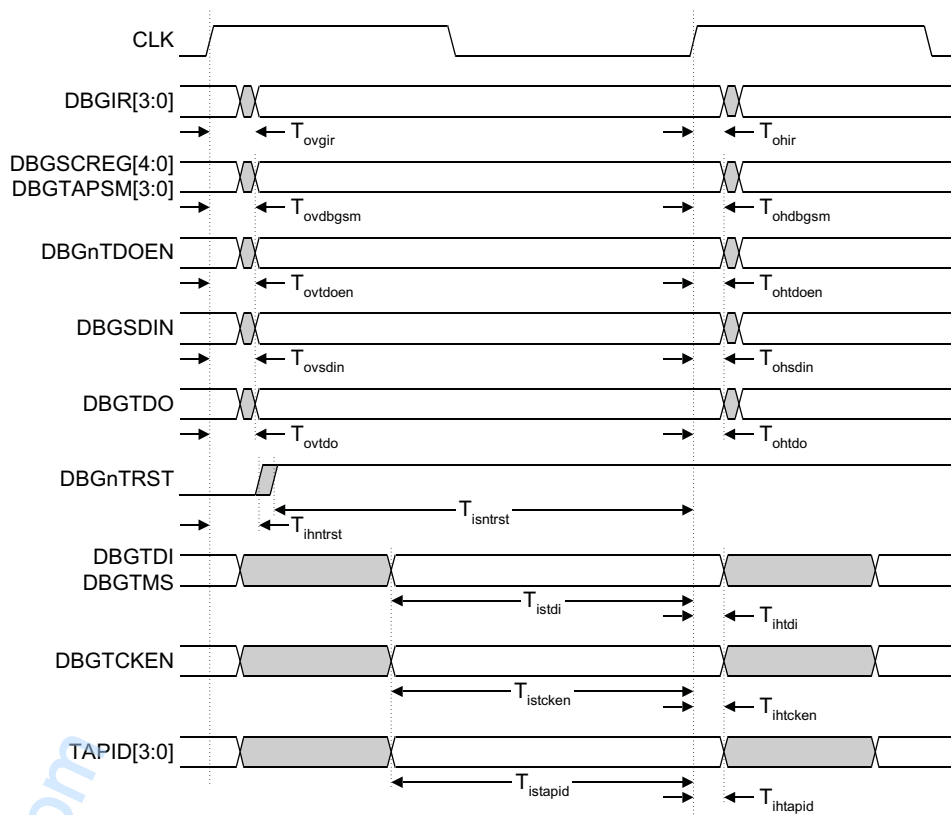 CLK
DBGIR[3:0]
Tovgir
Tohir
DBGSCREG[4:0]
DBGTAPSM[3:0]
Tovdbgsm
Tohdbgsm
DBGnTDOEN
Tovtdoen
Tohtdoen
DBGSDIN
Tovsdin
Tohsdin
DBGTDO
Tovtdo
Tohtdo
DBGnTRST
Tisntrst
Tihntrst
DBGTDI
DBGTMS
Tistdi
Tihtdi
DBGTCKEN
Tistcken
Tihtcken
TAPID[3:0]
Tistapid
Tihtapid
om